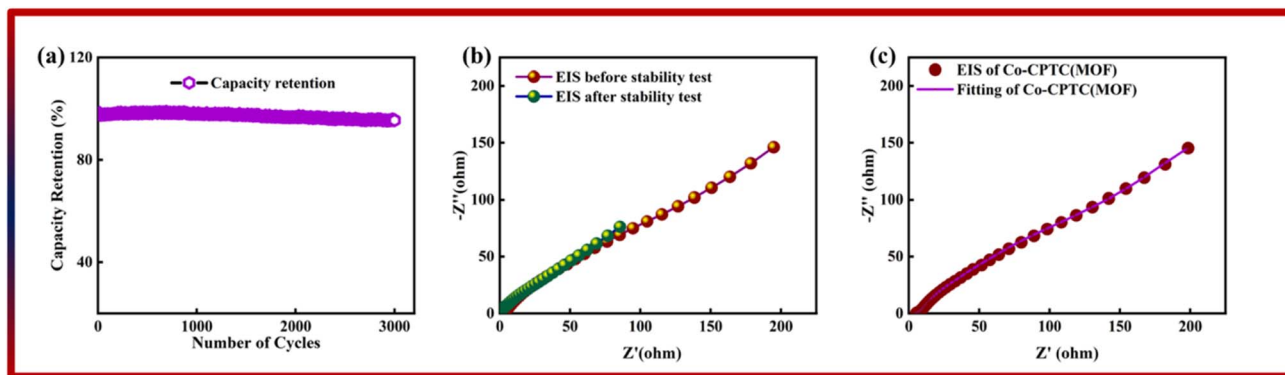 (a)
120
80
40
Capacity Retention (%)
Capacity retention
0
1000
2000
3000
Number of Cycles
(b)
EIS before stability test
EIS after stability test
200
150
100
50
0
-Z''(ohm)
0
50
100
150
200
Z'(ohm)
(c)
EIS of Co-CPTC(MOF)
Fitting of Co-CPTC(MOF)
200
150
100
50
0
-Z'' (ohm)
0
50
100
150
200
Z' (ohm)